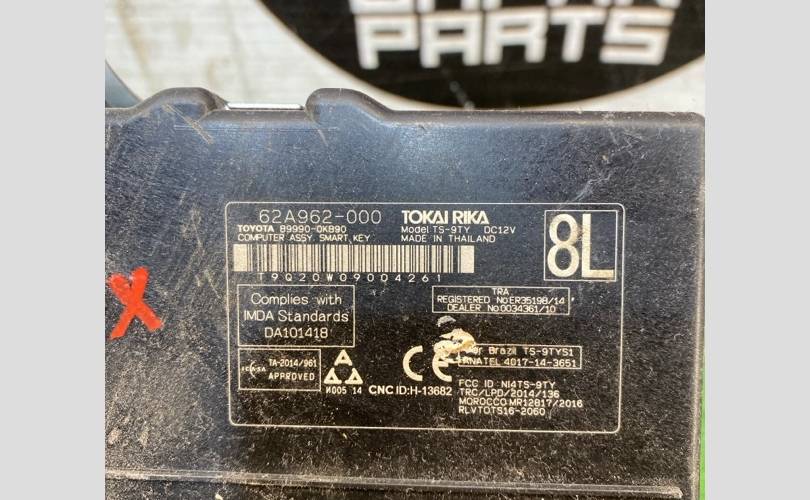 PARTS
62A962-000
TOKAI RIKA
8L
TOYOTA 89990-0K890
Model TS-9TY DC12V
COMPUTER ASSY, SMART KEY
MADE IN THAILAND
T9Q20W09004261
Complies with
IMDA Standards
DA101418
TRA
REGISTERED No:ER35198/14
DEALER No:0034361/10
TA-2014/961
APPROVED
M005 14
CNC ID:H-13682
CE
For Brazil TS-9TYS1
ANATEL 4017-14-3651
FCC ID : NI4TS-9TY
TRC/LPD/2014/136
MOROCCO MR12817/2016
RLVTOTS16-2060
X